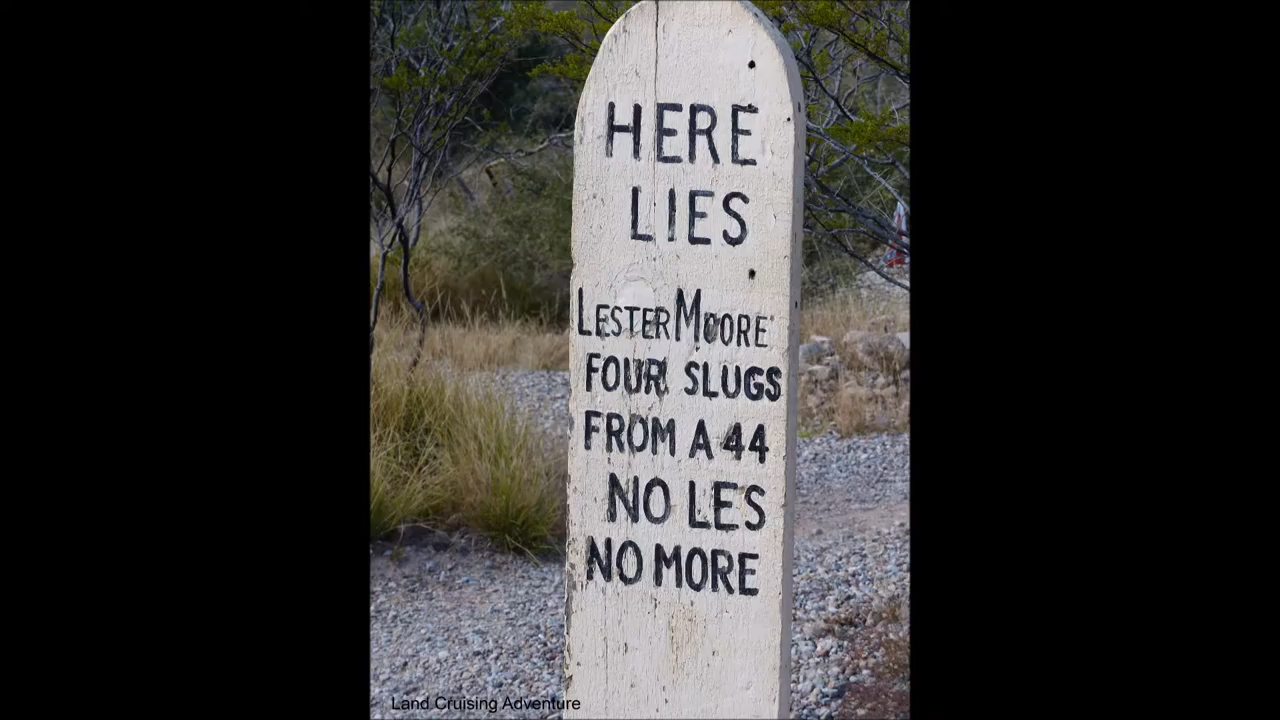 HERE
LIES
LESTER MOORE
FOUR SLUGS
FROM A 44
NO LES
NO MORE
Land Cruising Adventure